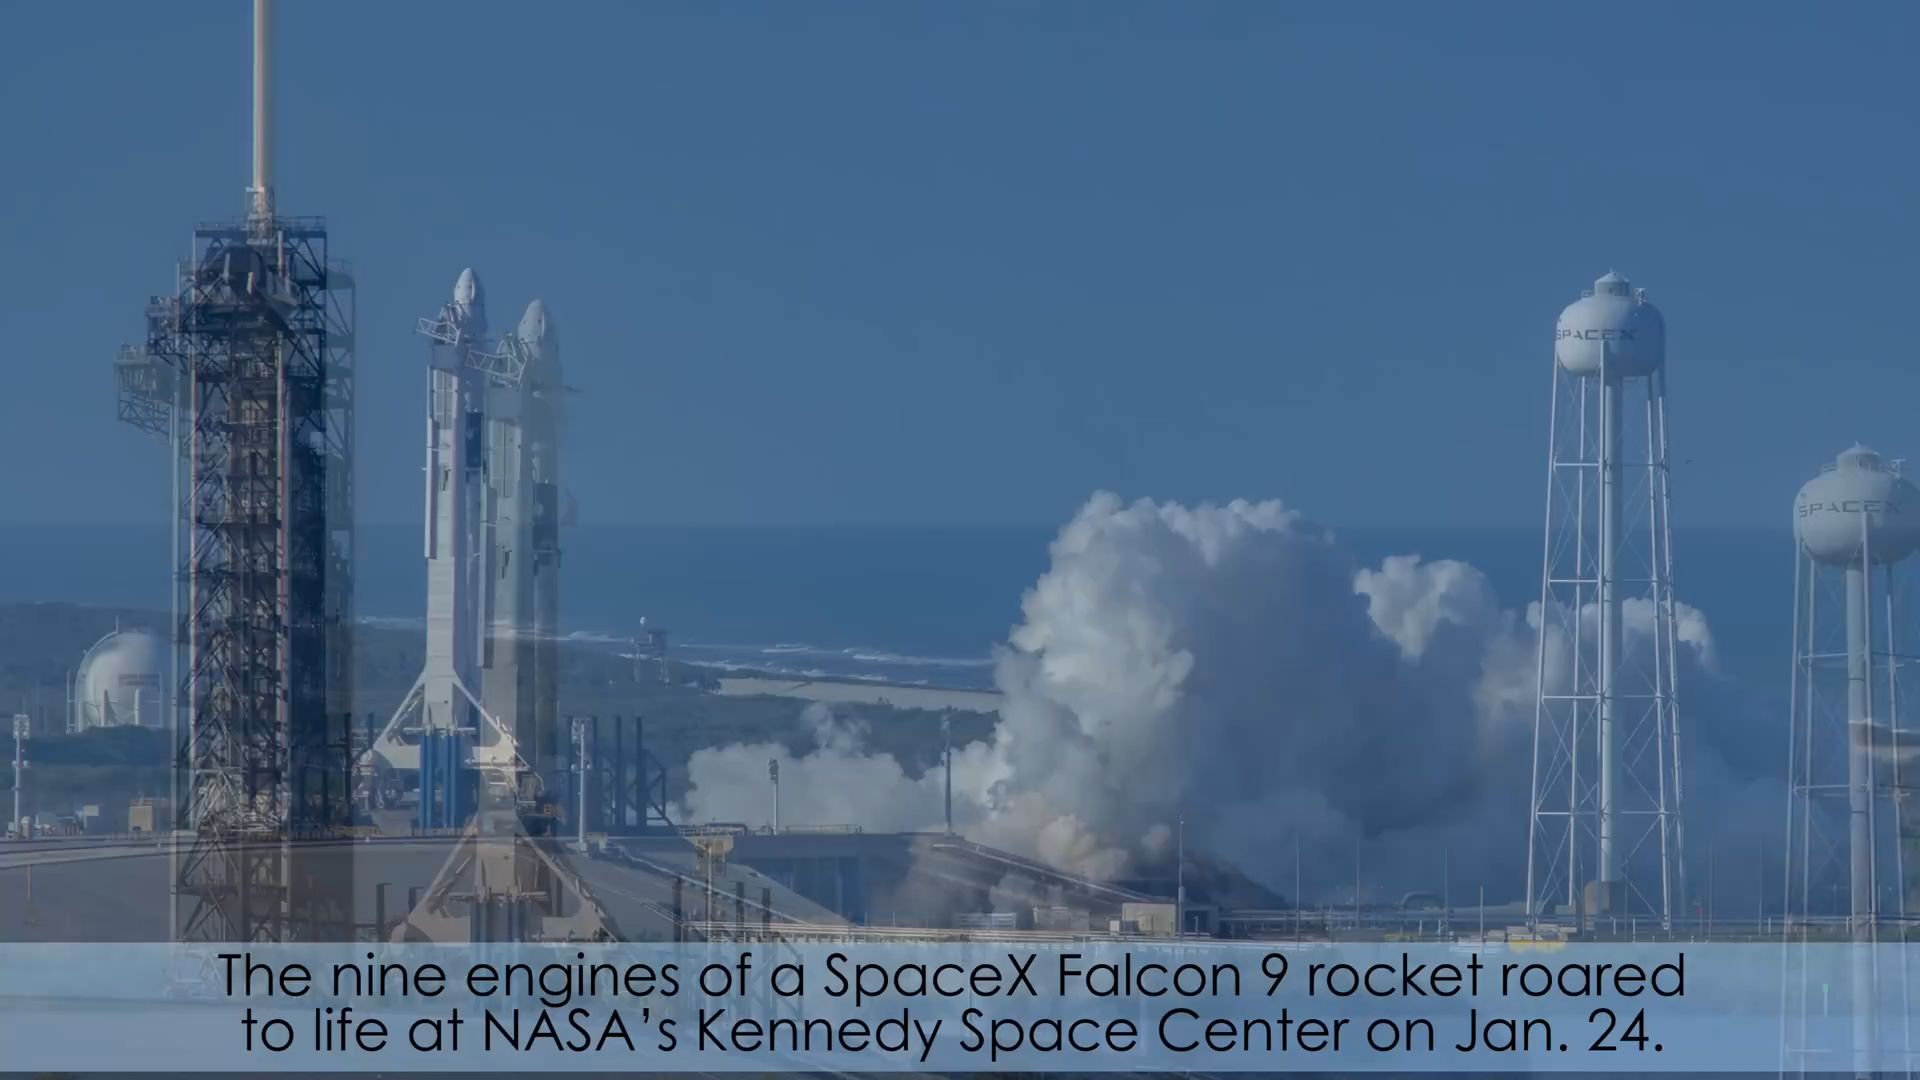 SPACEX
SPACEX
The nine engines of a SpaceX Falcon 9 rocket roared
to life at NASA’s Kennedy Space Center on Jan. 24.